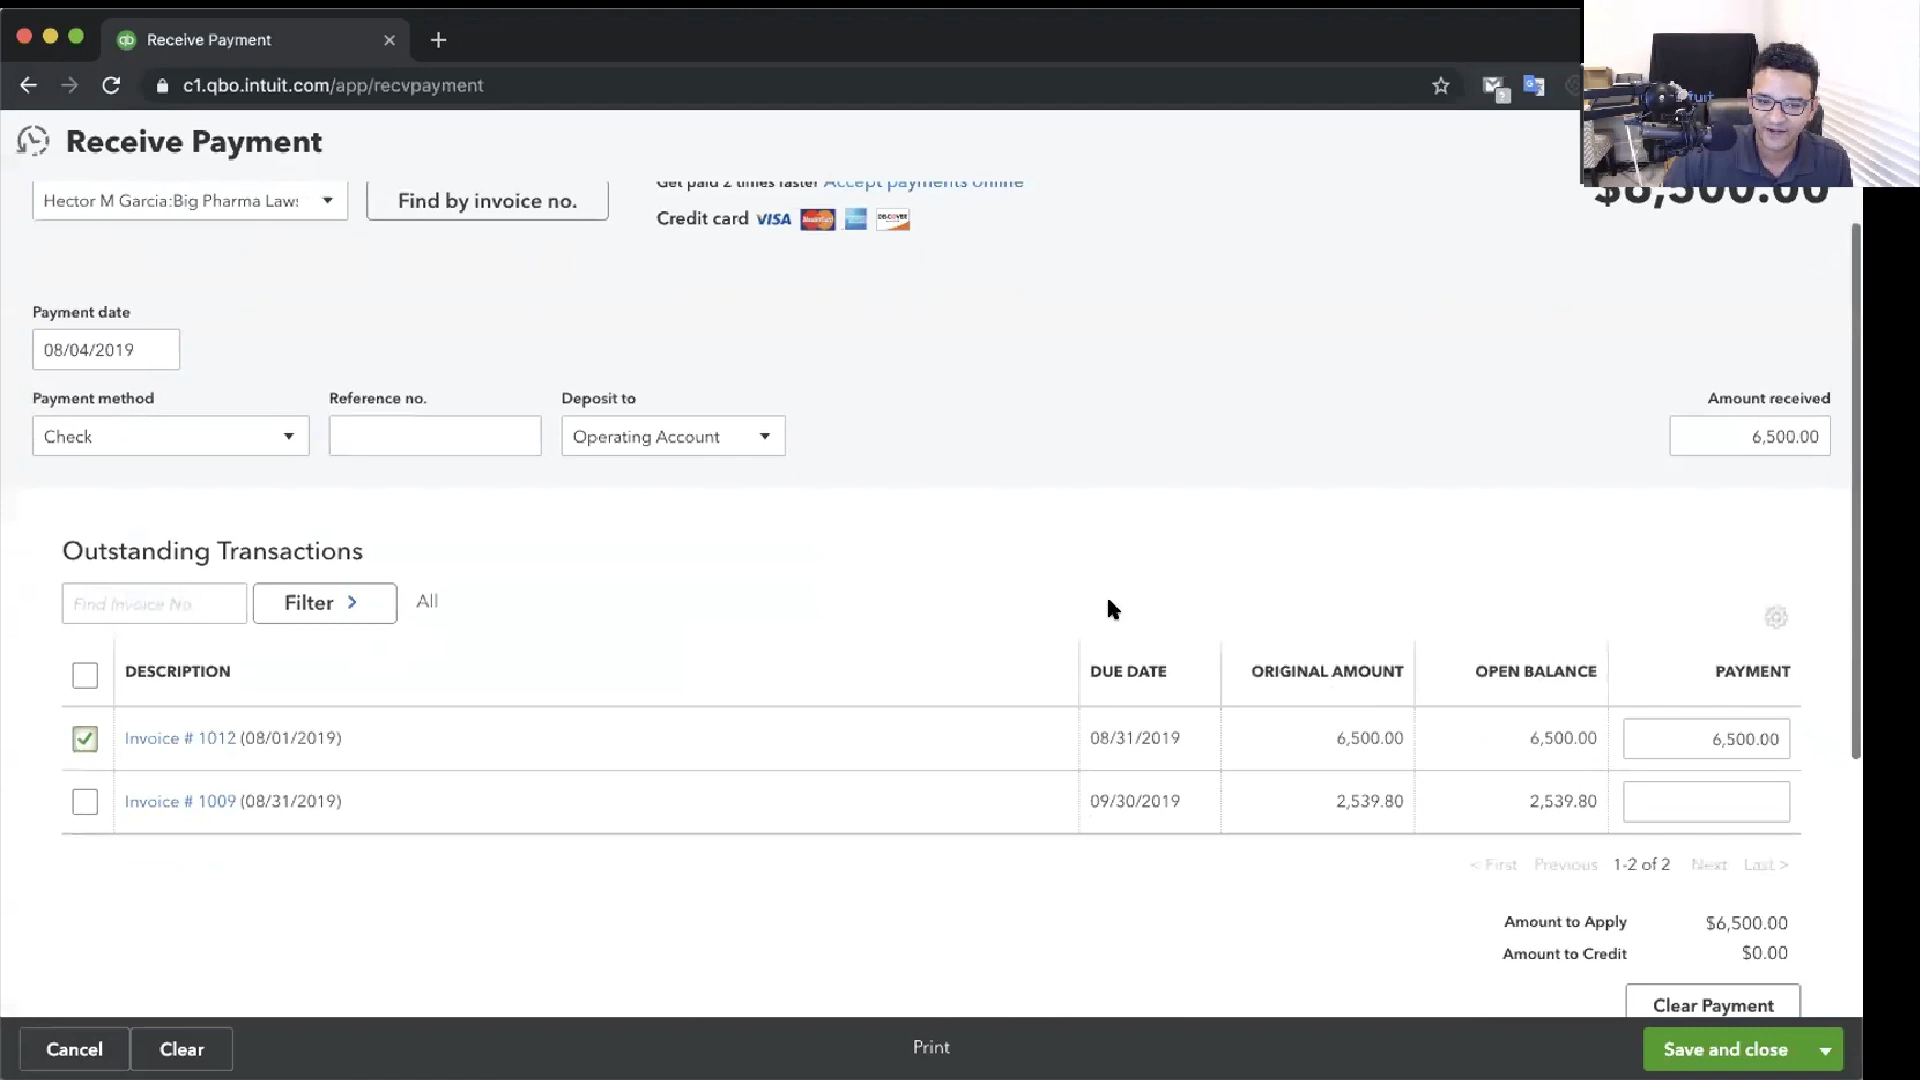 Receive Payment
c1.qbo.intuit.com/app/recvpayment
Receive Payment
Get paid 2 times faster Accept payments online
Hector M Garcia:Big Pharma Law:
Find by invoice no.
$6,500.00
Credit card VISA MasterCard DISCOVER
Payment date
08/04/2019
Payment method
Reference no.
Deposit to
Amount received
Check
Operating Account
6,500.00
Outstanding Transactions
Find Invoice No.
Filter >
All
DESCRIPTION DUE DATE ORIGINAL AMOUNT OPEN BALANCE PAYMENT
Invoice # 1012 (08/01/2019) 08/31/2019 6,500.00 6,500.00 6,500.00
Invoice # 1009 (08/31/2019) 09/30/2019 2,539.80 2,539.80
< First Previous 1-2 of 2 Next Last >
Amount to Apply $6,500.00
Amount to Credit $0.00
Clear Payment
Cancel
Clear
Print
Save and close